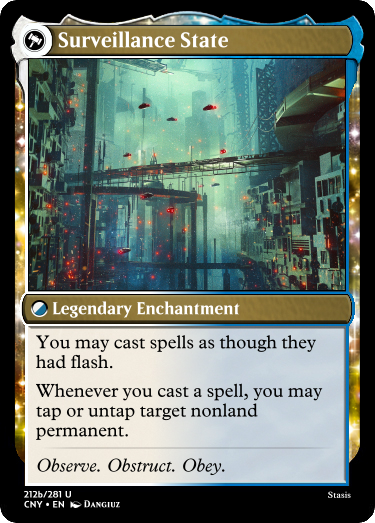 Surveillance State
Legendary Enchantment
You may cast spells as though they
had flash.
Whenever you cast a spell, you may
tap or untap target nonland
permanent.
Observe. Obstruct. Obey.
212b/281 U
CNY • EN Dangiuz
Stasis